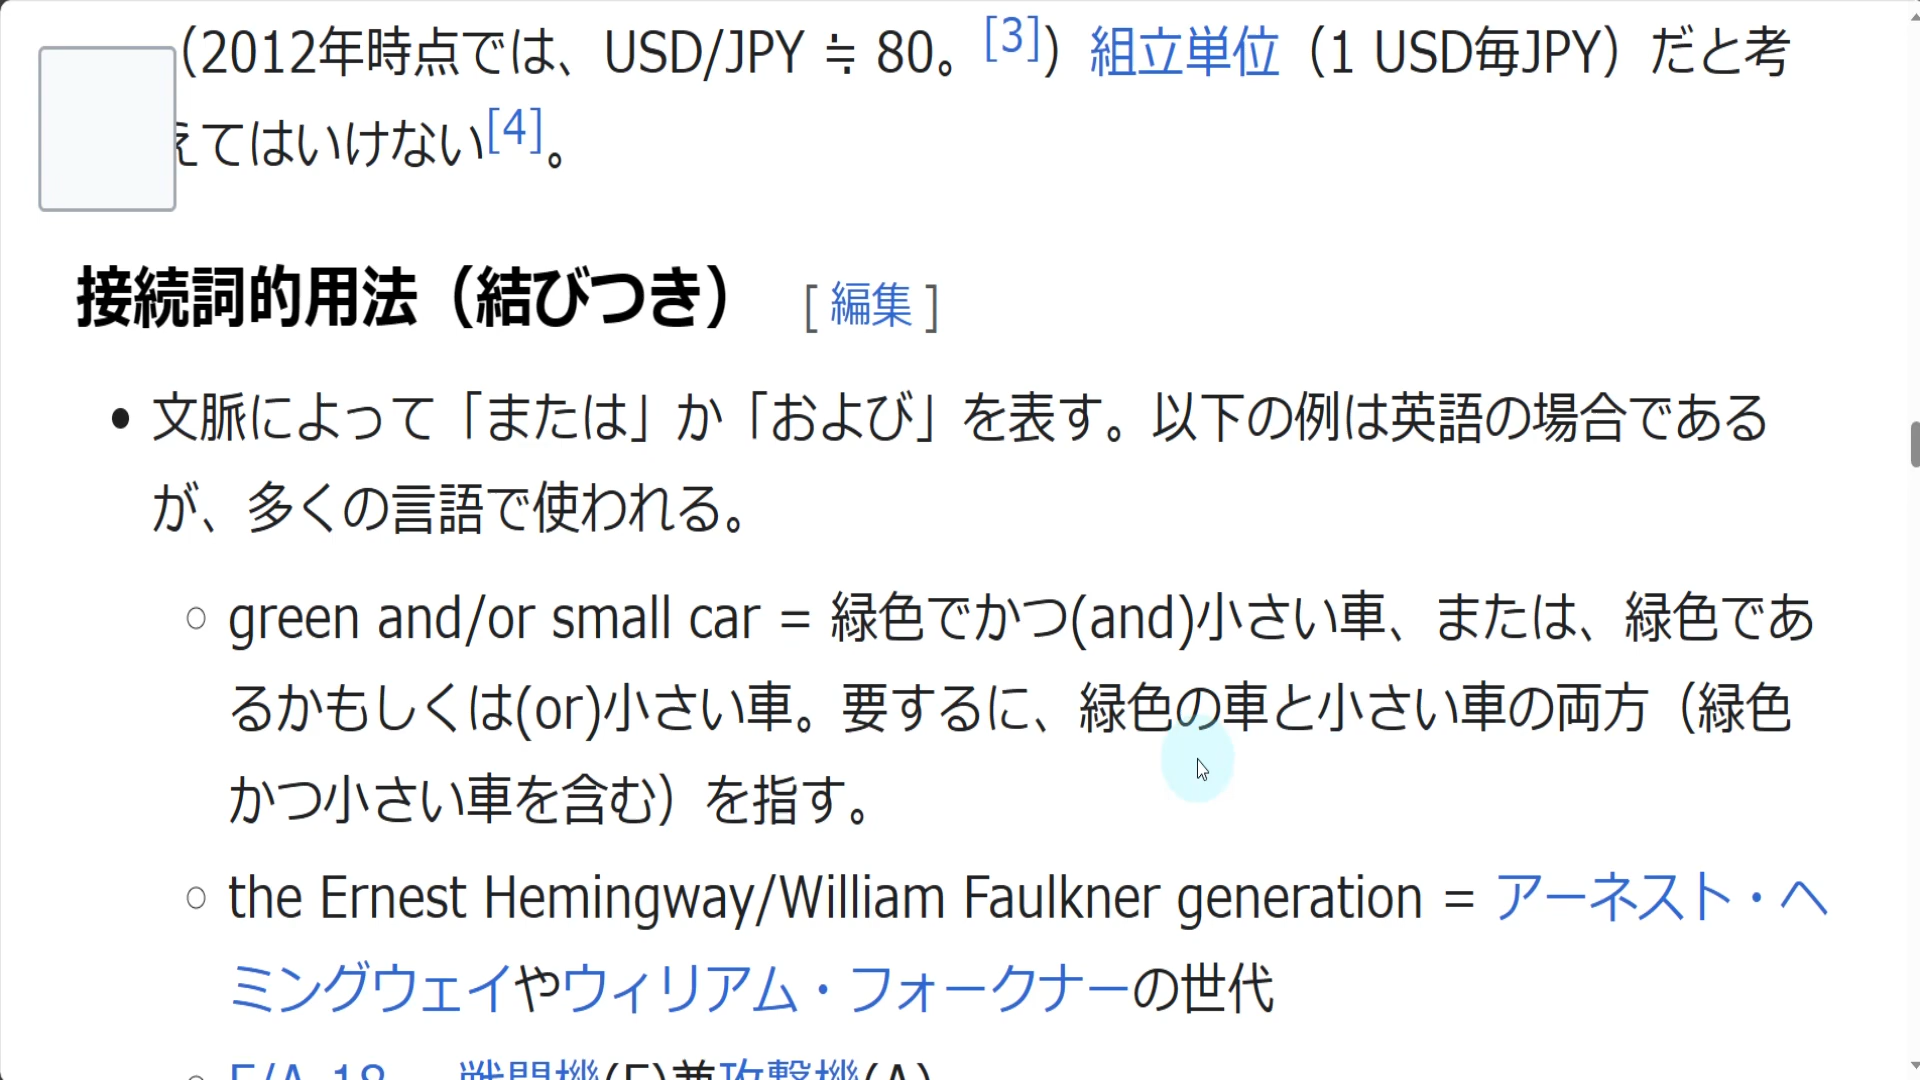 （2012年時点では、USD/JPY ≒ 80。[3]）組立単位（1 USD毎JPY）だと考
えてはいけない[4]。
接続詞的用法（結びつき） [ 編集 ]
• 文脈によって「または」か「および」を表す。以下の例は英語の場合である
が、多くの言語で使われる。
○ green and/or small car = 緑色でかつ(and)小さい車、または、緑色であ
るかもしくは(or)小さい車。要するに、緑色の車と小さい車の両方（緑色
かつ小さい車を含む）を指す。
○ the Ernest Hemingway/William Faulkner generation = アーネスト・ヘ
ミングウェイやウィリアム・フォークナーの世代
○ F/A-18 戦闘機(F)兼攻撃機(A)